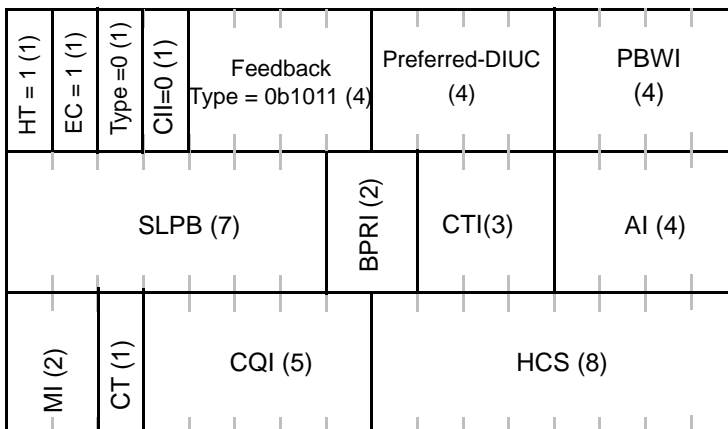 HT = 1 (1)
EC = 1 (1)
Type =0 (1)
CII=0 (1)
Feedback
Type = 0b1011 (4)
Preferred-DIUC
(4)
PBWI
(4)
SLPB (7)
BPRI (2)
CTI(3)
AI (4)
MI (2)
CT (1)
CQI (5)
HCS (8)